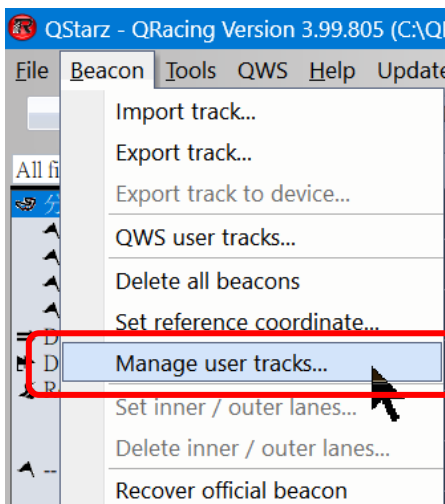 QStarz - QRacing Version 3.99.805 (C:\Q
File Beacon Tools QWS Help Update
Import track...
Export track...
All fi
Export track to device...
分
QWS user tracks...
Delete all beacons
Set reference coordinate...
D
Manage user tracks...
D
R
Set inner / outer lanes...
Delete inner / outer lanes...
--
Recover official beacon